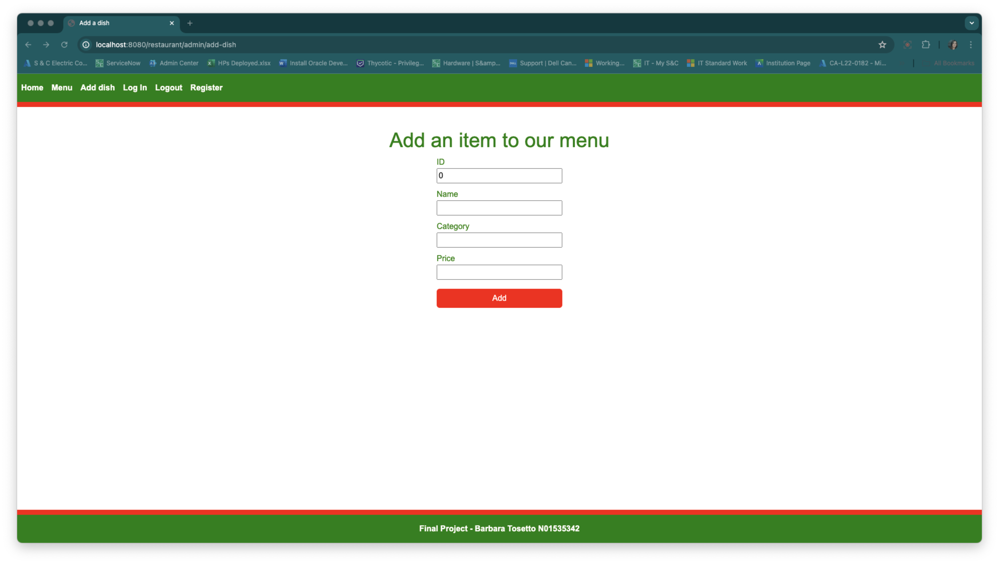 Add a dish
localhost:8080/restaurant/admin/add-dish
S & C Electric Co... ServiceNow Admin Center HPs Deployed.xlsx Install Oracle Deve... Thycotic - Privileg... Hardware | S&amp... Support | Dell Can... Working... IT - My S&C IT Standard Work Institution Page CA-L22-0182 - Mi... All Bookmarks
Home Menu Add dish Log In Logout Register
Add an item to our menu
ID
0
Name
Category
Price
Add
Final Project - Barbara Tosetto N01535342